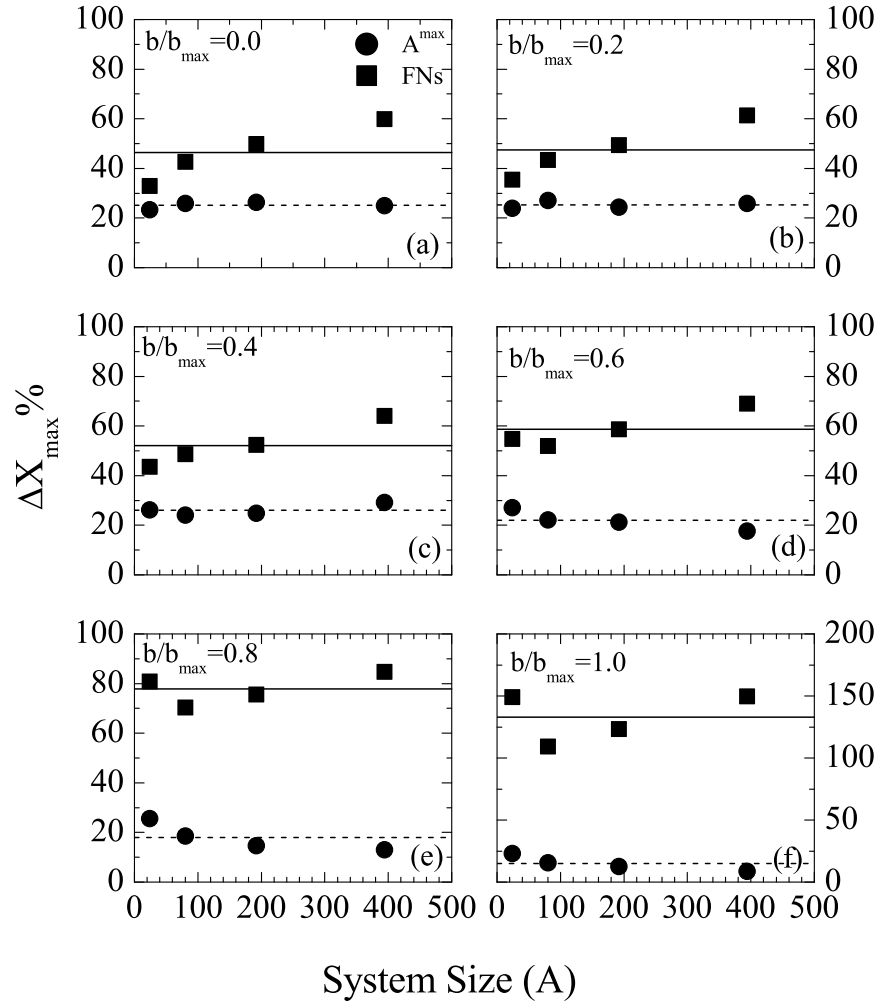 100
80
60
40
20
0
b/b_max=0.0
A^max
FNs
(a)
b/b_max=0.2
(b)
100
80
60
40
20
0
100
80
60
40
20
0
b/b_max=0.4
(c)
b/b_max=0.6
(d)
100
80
60
40
20
0
ΔX_max %
100
80
60
40
20
0
b/b_max=0.8
(e)
b/b_max=1.0
(f)
200
150
100
50
0
0 100 200 300 400 500
0 100 200 300 400 500
System Size (A)